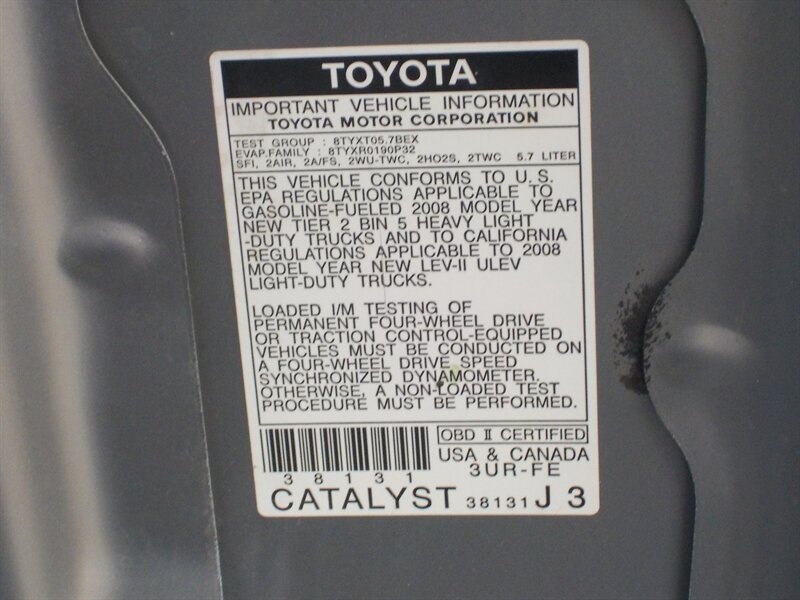 TOYOTA
IMPORTANT VEHICLE INFORMATION
TOYOTA MOTOR CORPORATION
TEST GROUP : 8TYXT05.7BEX
EVAP.FAMILY : 8TYXR0190P32
SFI, 2AIR, 2A/FS, 2WU-TWC, 2HO2S, 2TWC 5.7 LITER
THIS VEHICLE CONFORMS TO U.S.
EPA REGULATIONS APPLICABLE TO
GASOLINE-FUELED 2008 MODEL YEAR
NEW TIER 2 BIN 5 HEAVY LIGHT
-DUTY TRUCKS AND TO CALIFORNIA
REGULATIONS APPLICABLE TO 2008
MODEL YEAR NEW LEV-II ULEV
LIGHT-DUTY TRUCKS.
LOADED I/M TESTING OF
PERMANENT FOUR-WHEEL DRIVE
OR TRACTION CONTROL-EQUIPPED
VEHICLES MUST BE CONDUCTED ON
A FOUR-WHEEL DRIVE SPEED
SYNCHRONIZED DYNAMOMETER.
OTHERWISE, A NON-LOADED TEST
PROCEDURE MUST BE PERFORMED.
OBD II CERTIFIED
USA & CANADA
38131 3UR-FE
CATALYST 38131 J 3